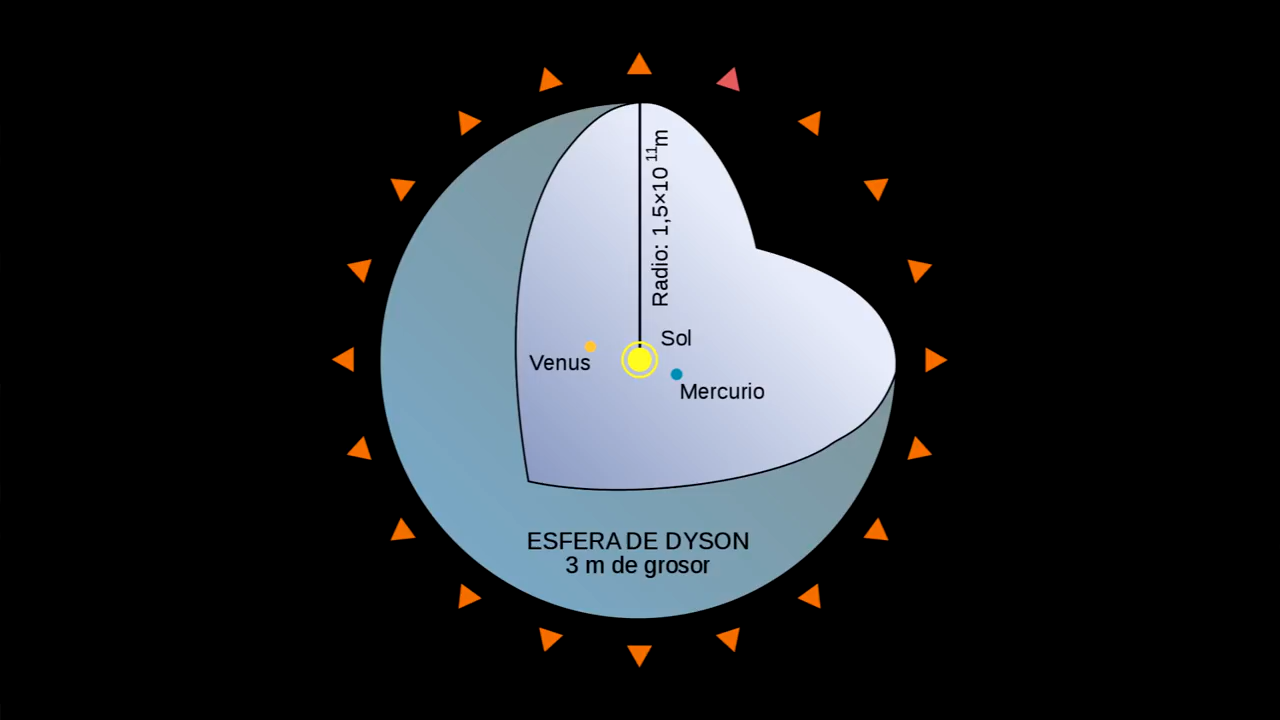 Radio: 1,5×10¹¹m
Sol
Venus
Mercurio
ESFERA DE DYSON
3 m de grosor